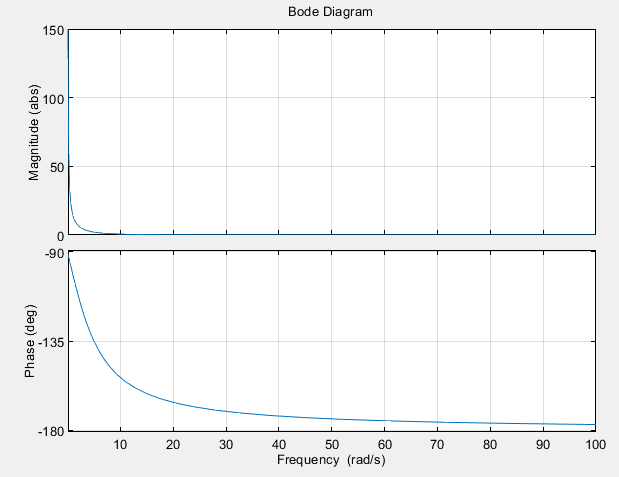 Bode Diagram
150
100
50
0
Magnitude (abs)
-90
-135
-180
Phase (deg)
10 20 30 40 50 60 70 80 90 100
Frequency (rad/s)